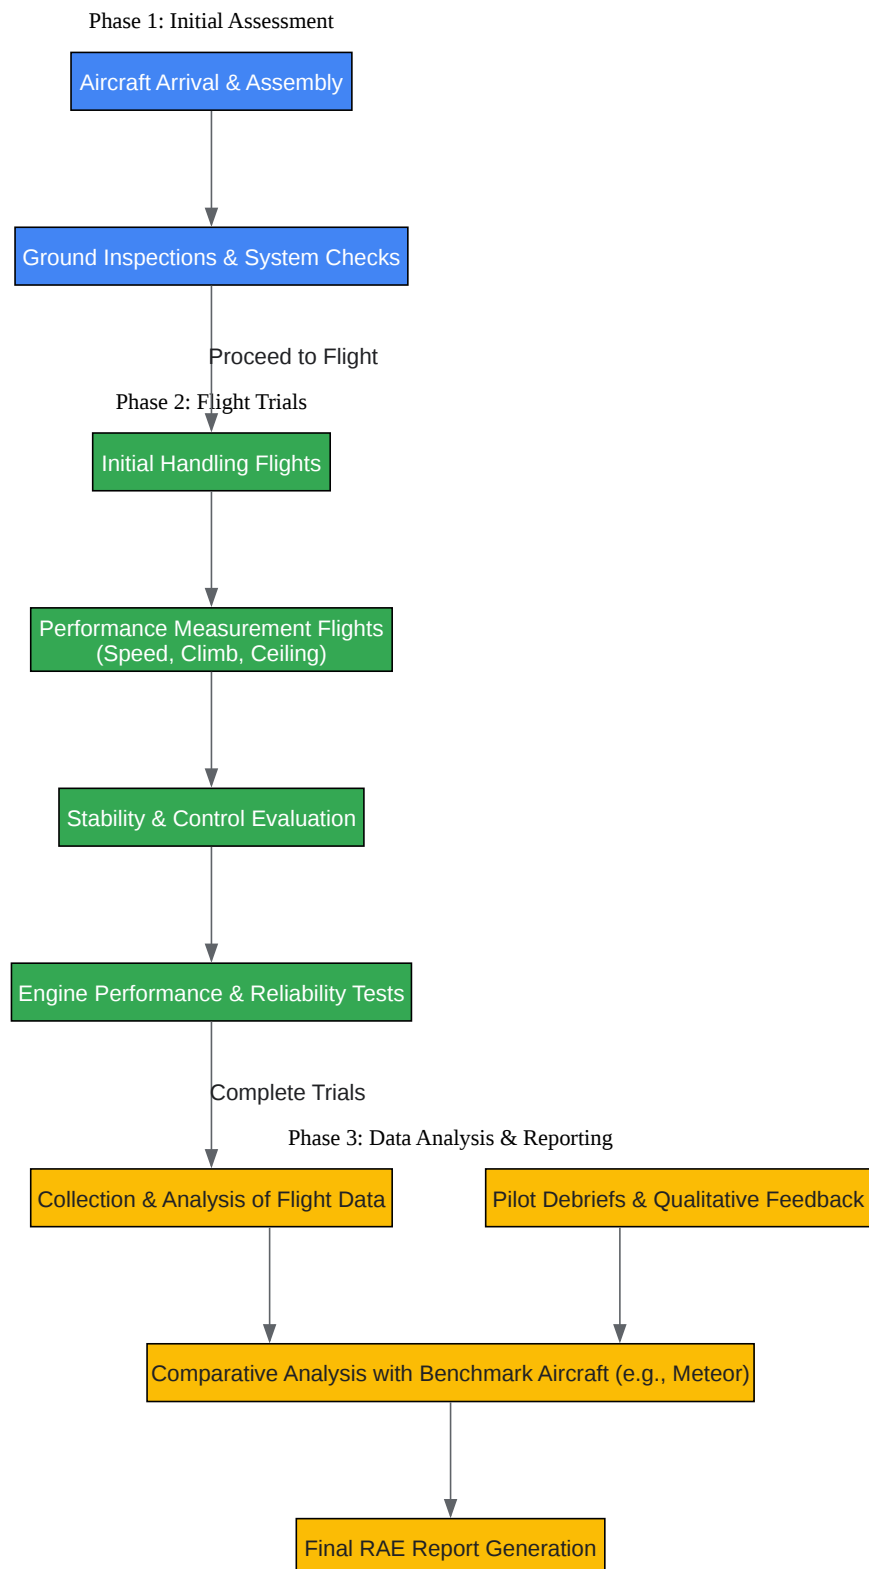 Phase 1: Initial Assessment
Aircraft Arrival & Assembly
Ground Inspections & System Checks
Proceed to Flight
Phase 2: Flight Trials
Initial Handling Flights
Performance Measurement Flights
(Speed, Climb, Ceiling)
Stability & Control Evaluation
Engine Performance & Reliability Tests
Complete Trials
Phase 3: Data Analysis & Reporting
Collection & Analysis of Flight Data
Pilot Debriefs & Qualitative Feedback
Comparative Analysis with Benchmark Aircraft (e.g., Meteor)
Final RAE Report Generation